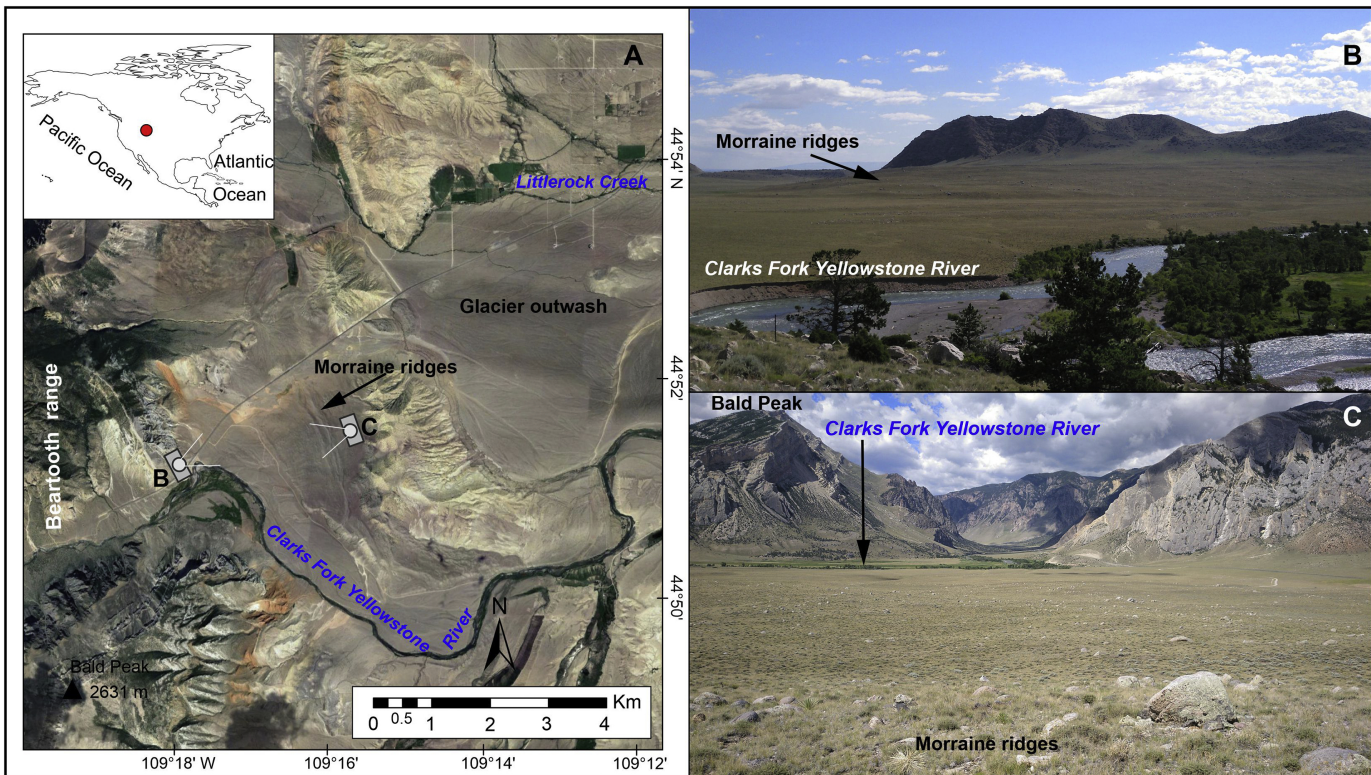 A
Pacific Ocean
Atlantic
Ocean
44°54' N
Littlerock Creek
Glacier outwash
Morraine ridges
44°52'
C
B
Beartooth range
Clarks Fork Yellowstone
River
N
44°50'
Bald Peak
2631 m
Km
0
0.5
1
2
3
4
109°18' W
109°16'
109°14'
109°12'
B
Morraine ridges
Clarks Fork Yellowstone River
Bald Peak
C
Clarks Fork Yellowstone River
Morraine ridges